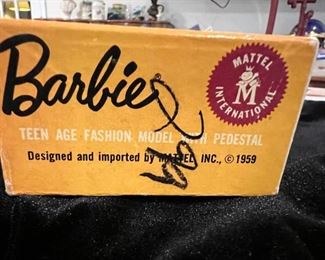 Barbie
MATTEL
M
INTERNATIONAL
TEEN AGE FASHION MODEL WITH PEDESTAL
Designed and imported by MATTEL, INC., © 1959